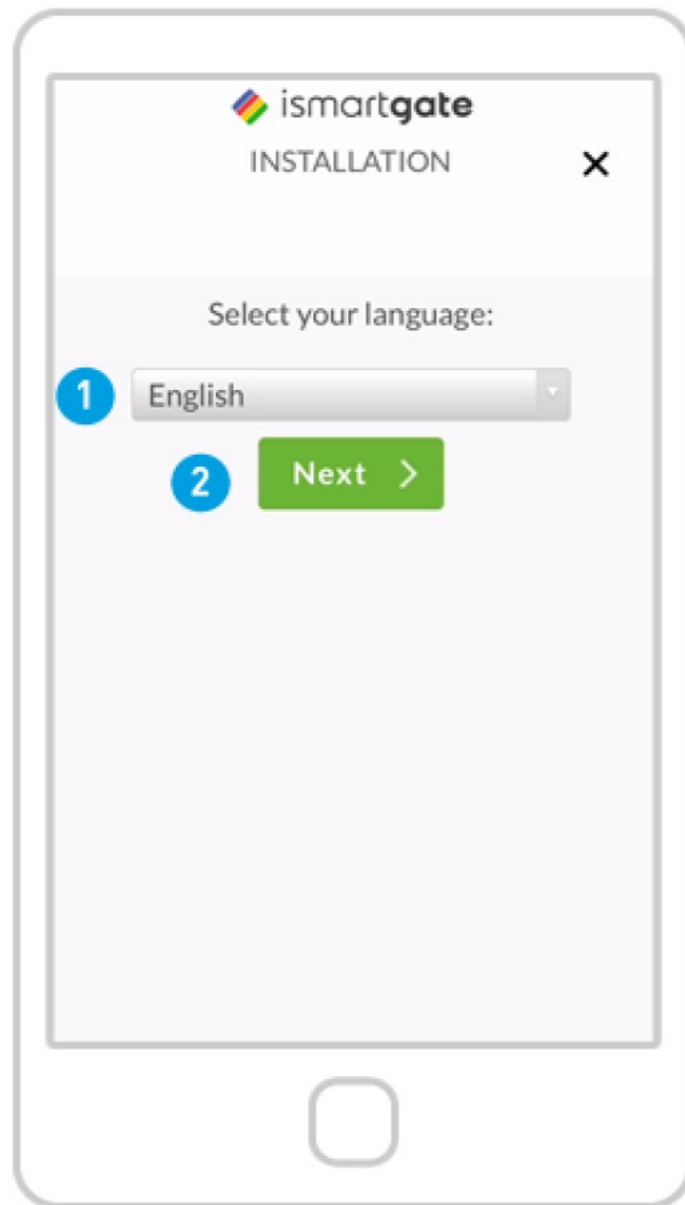 ismartgate
INSTALLATION X
Select your language:
1 English
2 Next >